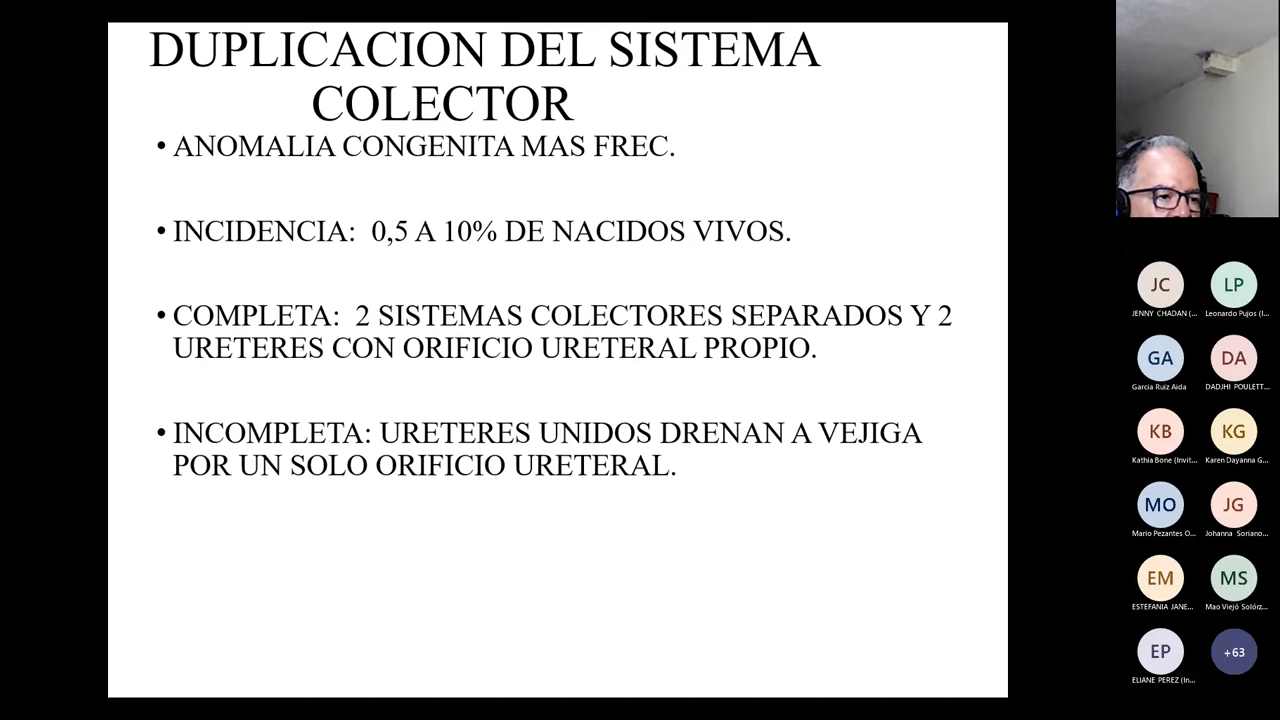 DUPLICACION DEL SISTEMA
COLECTOR
• ANOMALIA CONGENITA MAS FREC.
• INCIDENCIA: 0,5 A 10% DE NACIDOS VIVOS.
• COMPLETA: 2 SISTEMAS COLECTORES SEPARADOS Y 2
URETERES CON ORIFICIO URETERAL PROPIO.
• INCOMPLETA: URETERES UNIDOS DRENAN A VEJIGA
POR UN SOLO ORIFICIO URETERAL.
JC LP
JENNY CHADAN (... Leonardo Pujos (I...
GA DA
Garcia Ruiz Aida DADJHI POULETT...
KB KG
Kathia Bone (Invit... Karen Dayanna G...
MO JG
Mario Pezantes O... Johanna Soriano...
EM MS
ESTEFANIA JANE... Mao Viejó Solórz...
EP +63
ELIANE PEREZ (In...